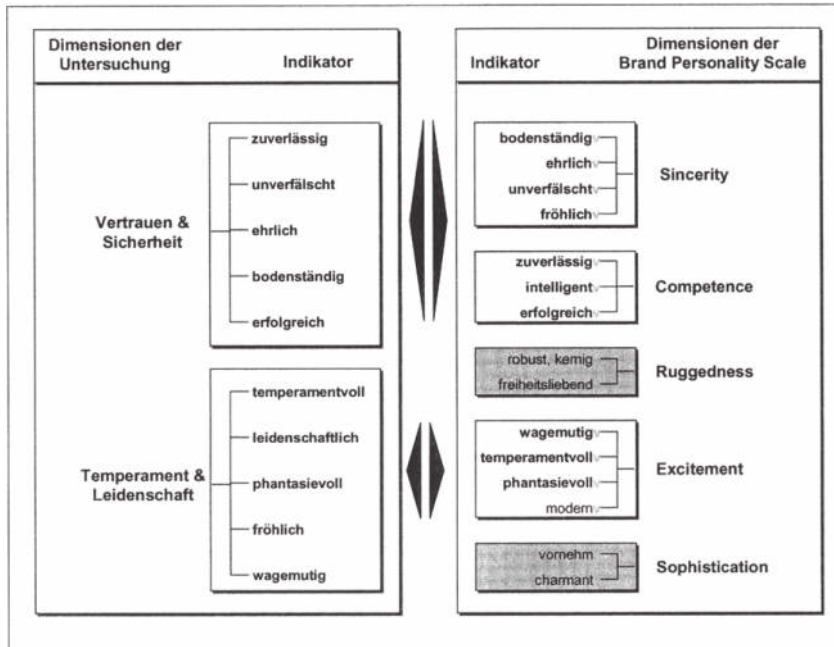 Dimensionen der
Untersuchung
Indikator
Vertrauen &
Sicherheit
zuverlässig
unverfälscht
ehrlich
bodenständig
erfolgreich
Temperament &
Leidenschaft
temperamentvoll
leidenschaftlich
phantasievoll
fröhlich
wagemutig
Indikator
Dimensionen der
Brand Personality Scale
bodenständig
ehrlich
unverfälscht
fröhlich
Sincerity
zuverlässig
intelligent
erfolgreich
Competence
robust, kernig
freiheitsliebend
Ruggedness
wagemutig
temperamentvoll
phantasievoll
modern
Excitement
vornehm
charmant
Sophistication